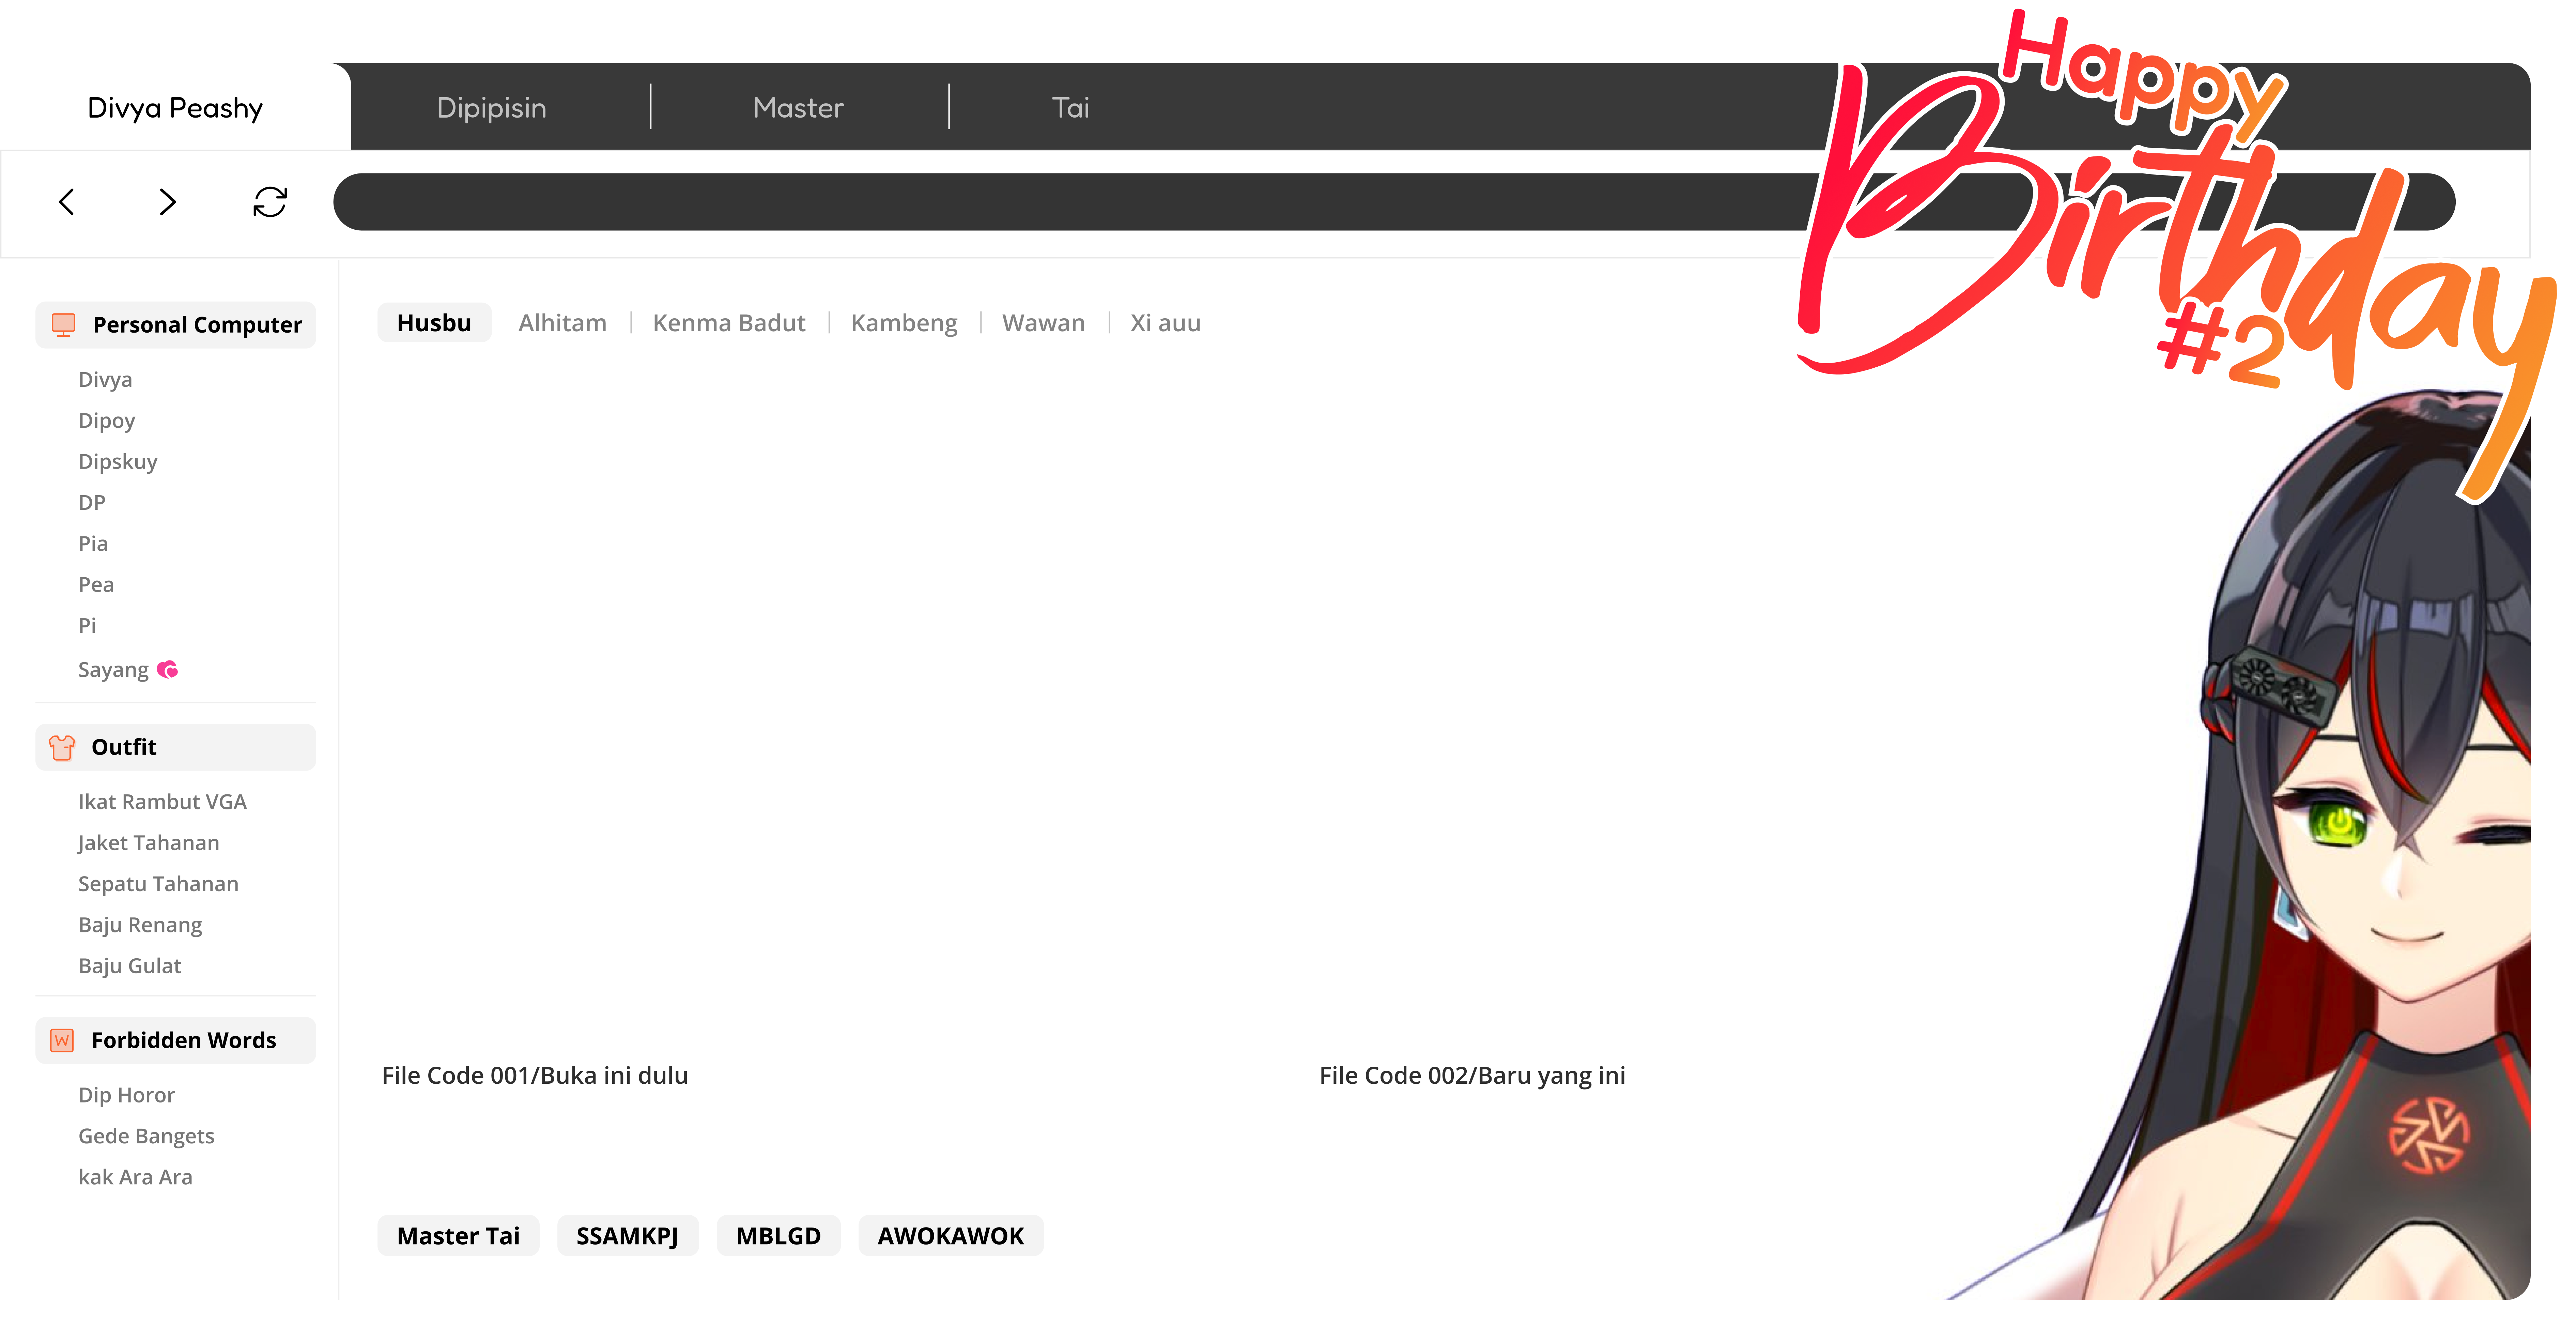 Happy
Birthday
#2
Divya Peashy
Dipipisin
Master
Tai
Personal Computer
Divya
Dipoy
Dipskuy
DP
Pia
Pea
Pi
Sayang
Outfit
Ikat Rambut VGA
Jaket Tahanan
Sepatu Tahanan
Baju Renang
Baju Gulat
Forbidden Words
Dip Horor
Gede Bangets
kak Ara Ara
Husbu
Alhitam
Kenma Badut
Kambeng
Wawan
Xi auu
File Code 001/Buka ini dulu
File Code 002/Baru yang ini
Master Tai
SSAMKPJ
MBLGD
AWOKAWOK